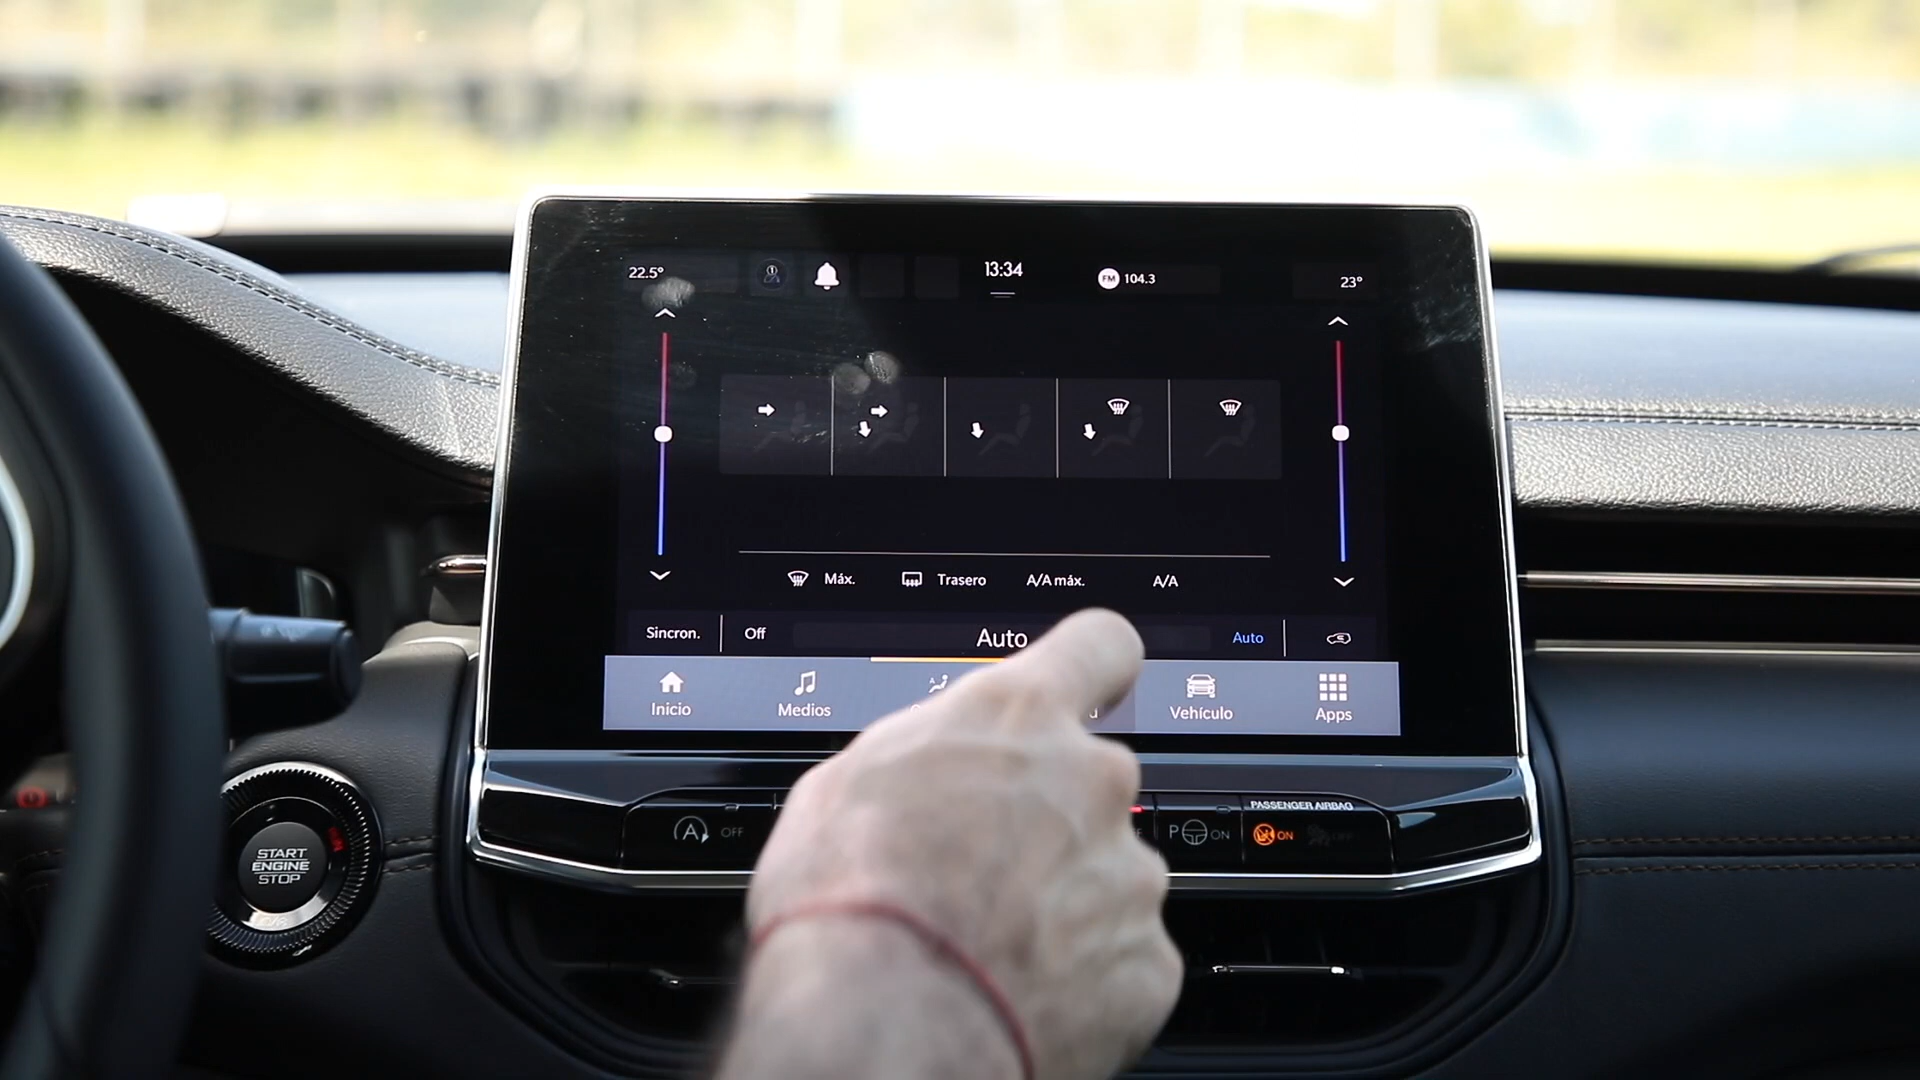 22.5°
13:34
FM 104.3
23°
Máx.
Trasero
A/A máx.
A/A
Sincron.
Off
Auto
Auto
Inicio
Medios
Vehículo
Apps
A OFF
P ON
PASSENGER AIRBAG
ON
OFF
START
ENGINE
STOP